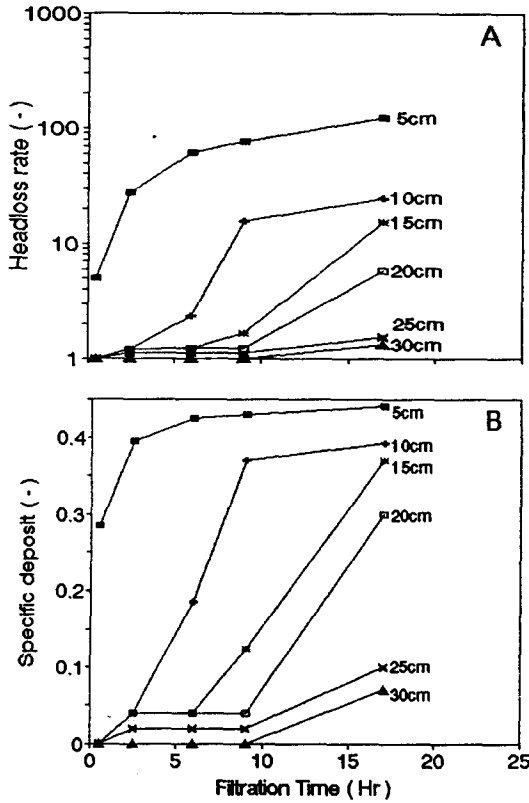 1000
A
100
5cm
10cm
15cm
10
20cm
25cm
30cm
1
Headloss rate ( - )
B
0.4
5cm
10cm
15cm
0.3
20cm
0.2
0.1
25cm
30cm
0
Specific deposit ( - )
0 5 10 15 20 25
Filtration Time ( Hr )